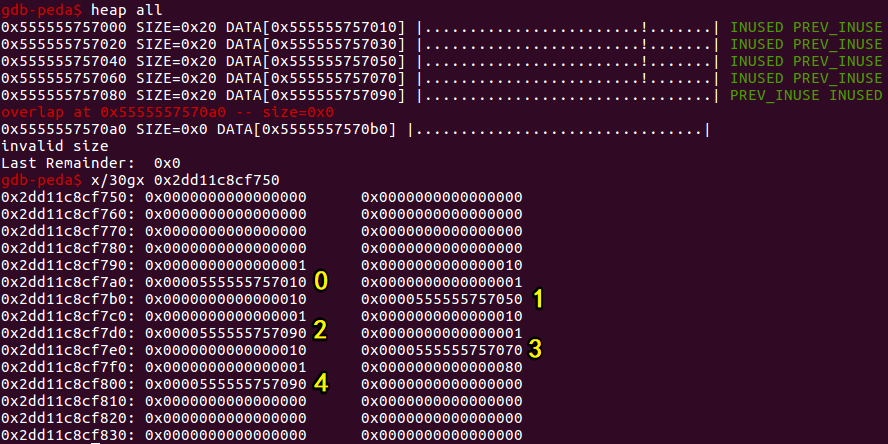 gdb-peda$ heap all
0x555555757000 SIZE=0x20 DATA[0x555555757010] |.........................!.......| INUSED PREV_INUSE
0x555555757020 SIZE=0x20 DATA[0x555555757030] |.........................!.......| INUSED PREV_INUSE
0x555555757040 SIZE=0x20 DATA[0x555555757050] |.........................!.......| INUSED PREV_INUSE
0x555555757060 SIZE=0x20 DATA[0x555555757070] |.........................!.......| INUSED PREV_INUSE
0x555555757080 SIZE=0x20 DATA[0x555555757090] |.................................| PREV_INUSE INUSED
overlap at 0x5555557570a0 -- size=0x0
0x5555557570a0 SIZE=0x0 DATA[0x5555557570b0] |.................................|
invalid size
Last Remainder:  0x0
gdb-peda$ x/30gx 0x2dd11c8cf750
0x2dd11c8cf750: 0x0000000000000000 0x0000000000000000
0x2dd11c8cf760: 0x0000000000000000 0x0000000000000000
0x2dd11c8cf770: 0x0000000000000000 0x0000000000000000
0x2dd11c8cf780: 0x0000000000000000 0x0000000000000000
0x2dd11c8cf790: 0x0000000000000001 0x0000000000000010
0x2dd11c8cf7a0: 0x0000555555757010 0 0x0000000000000001
0x2dd11c8cf7b0: 0x0000000000000010 0x0000555555757050 1
0x2dd11c8cf7c0: 0x0000000000000001 0x0000000000000010
0x2dd11c8cf7d0: 0x0000555555757090 2 0x0000000000000001
0x2dd11c8cf7e0: 0x0000000000000010 0x0000555555757070 3
0x2dd11c8cf7f0: 0x0000000000000001 0x0000000000000080
0x2dd11c8cf800: 0x0000555555757090 4 0x0000000000000000
0x2dd11c8cf810: 0x0000000000000000 0x0000000000000000
0x2dd11c8cf820: 0x0000000000000000 0x0000000000000000
0x2dd11c8cf830: 0x0000000000000000 0x0000000000000000